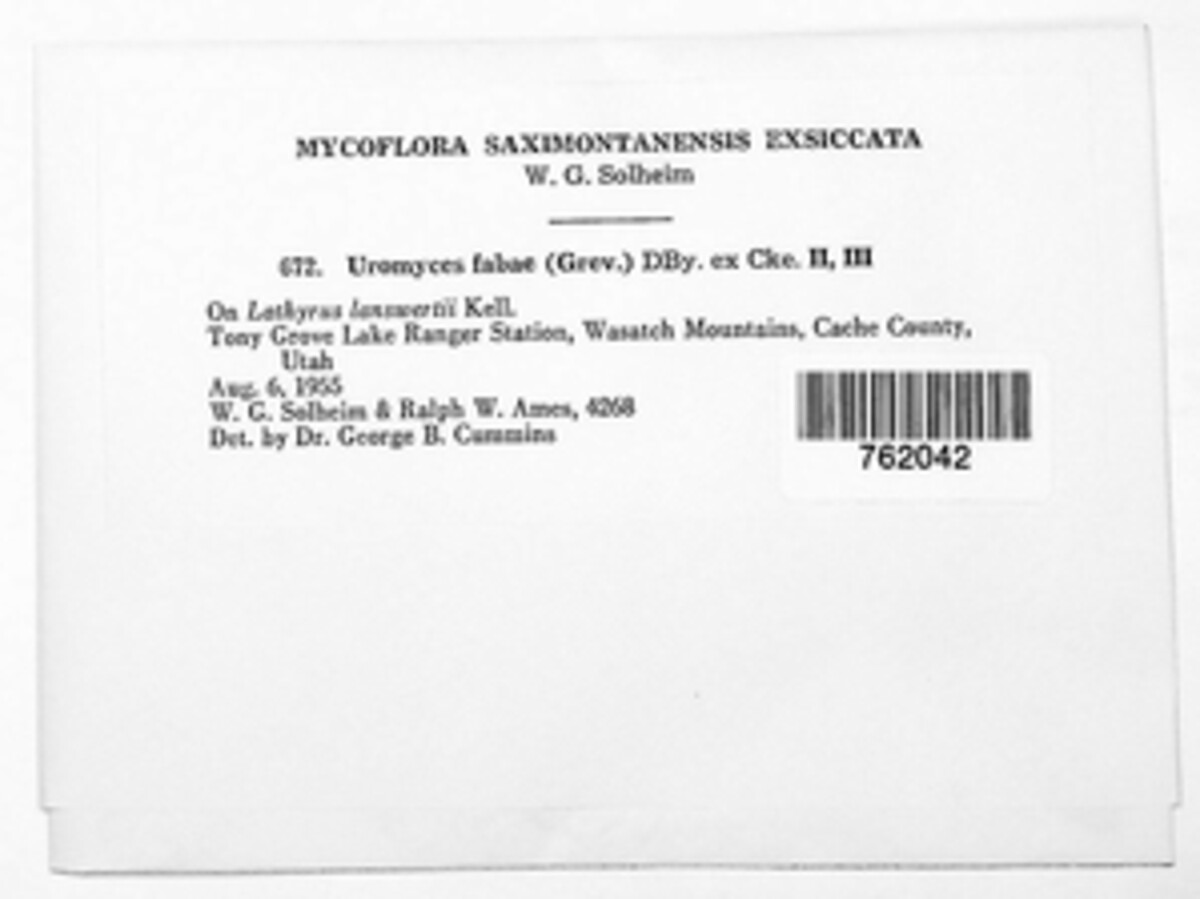 MYCOFLORA SAXIMONTANENSIS EXSICCATA
W. G. Solheim
672. Uromyces fabae (Grev.) DBy. ex Cke. II, III
On Lathyrus lanswertii Kell.
Tony Grove Lake Ranger Station, Wasatch Mountains, Cache County,
Utah
Aug. 6, 1955
W. G. Solheim & Ralph W. Ames, 4268
Det. by Dr. George B. Cummins
762042